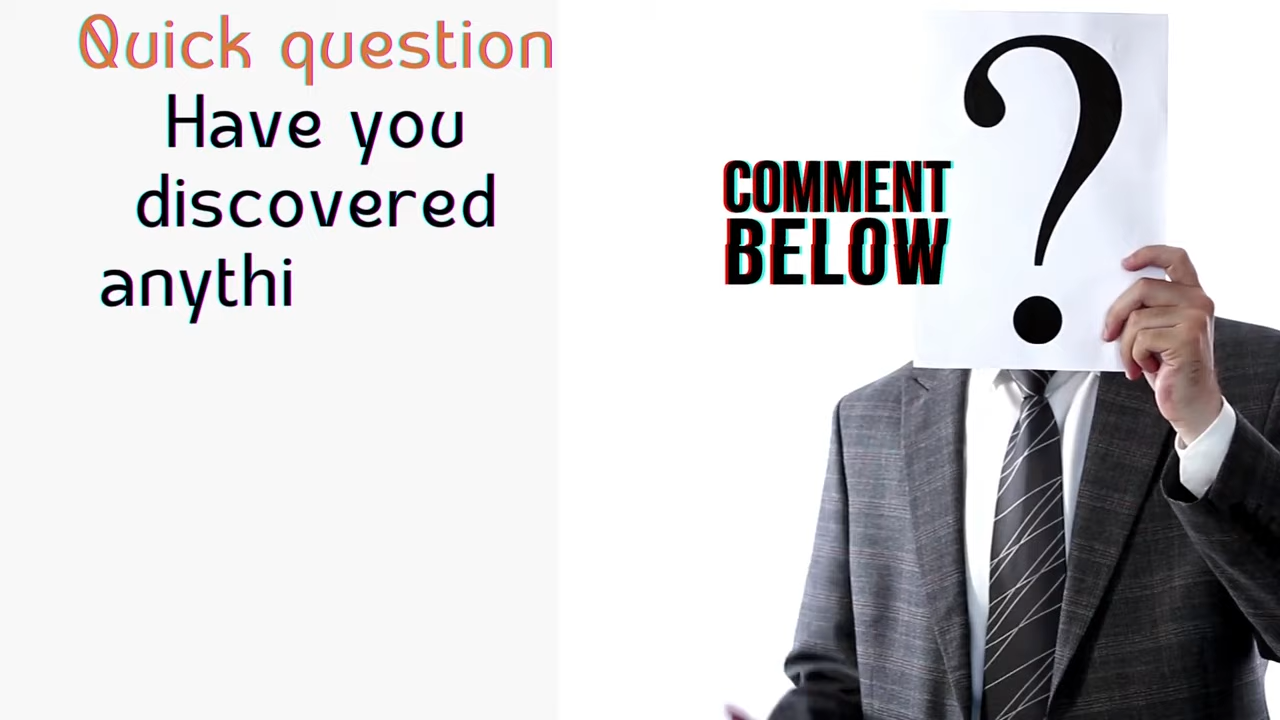 Quick question
Have you
discovered
anythi
COMMENT
BELOW
?